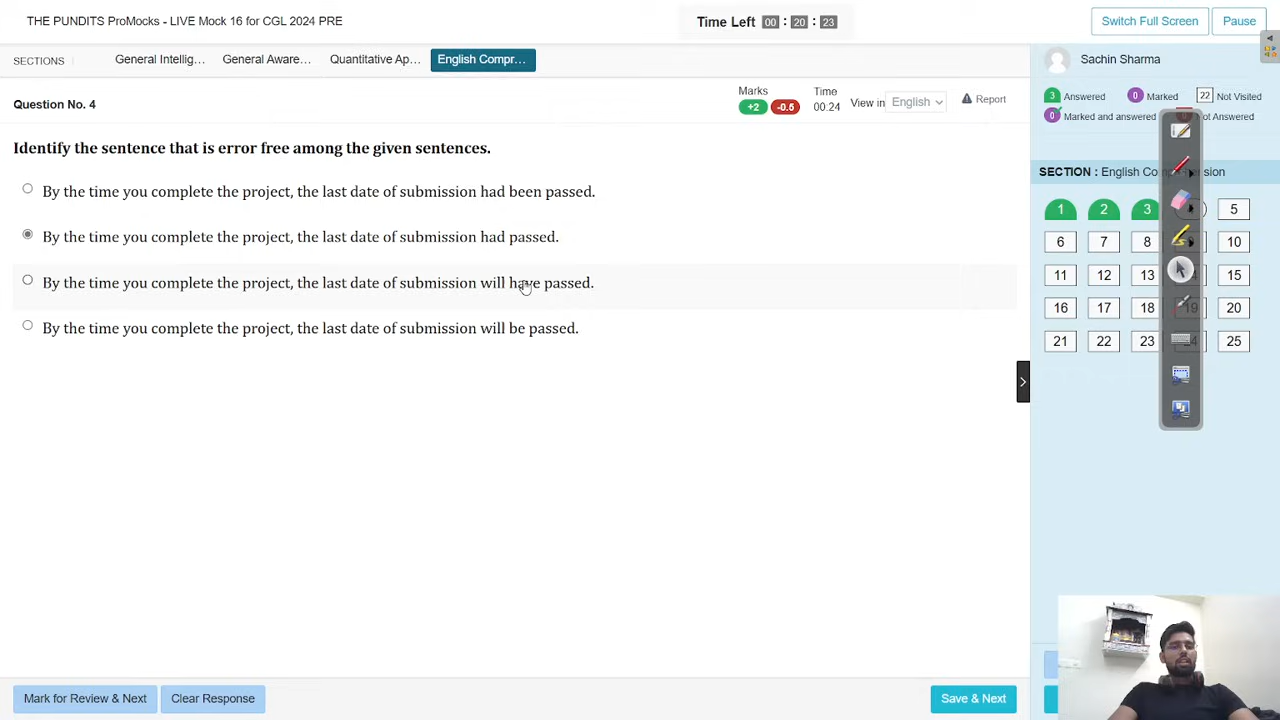 THE PUNDITS ProMocks - LIVE Mock 16 for CGL 2024 PRE
Time Left 00 : 20 : 23
Switch Full Screen
Pause
SECTIONS
General Intellig...
General Aware...
Quantitative Ap...
English Compr...
Sachin Sharma
Question No. 4
Marks
+2 -0.5
Time
00:24
View in English
Report
3 Answered
0 Marked
22 Not Visited
0 Marked and answered
Not Answered
Identify the sentence that is error free among the given sentences.
By the time you complete the project, the last date of submission had been passed.
By the time you complete the project, the last date of submission had passed.
By the time you complete the project, the last date of submission will have passed.
By the time you complete the project, the last date of submission will be passed.
SECTION : English
1 2 3 5
6 7 8 10
11 12 13 15
16 17 18 19 20
21 22 23 25
Mark for Review & Next
Clear Response
Save & Next